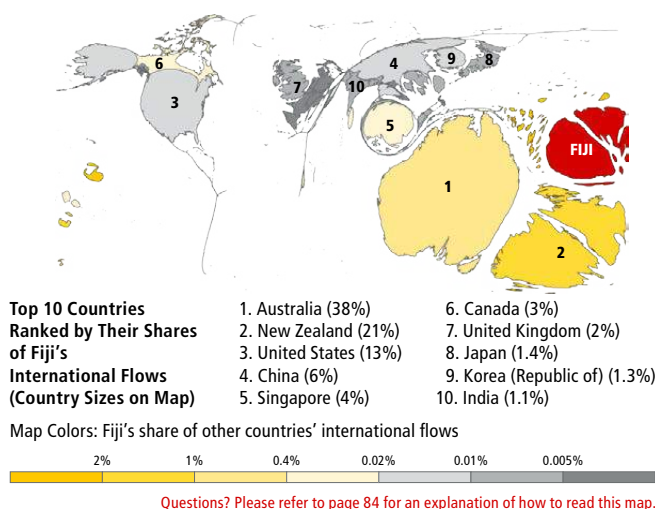 6
4
9
8
7
10
3
5
FIJI
1
2
Top 10 Countries
Ranked by Their Shares
of Fiji's
International Flows
(Country Sizes on Map)
1. Australia (38%)
2. New Zealand (21%)
3. United States (13%)
4. China (6%)
5. Singapore (4%)
6. Canada (3%)
7. United Kingdom (2%)
8. Japan (1.4%)
9. Korea (Republic of) (1.3%)
10. India (1.1%)
Map Colors: Fiji's share of other countries' international flows
2% 1% 0.4% 0.02% 0.01% 0.005%
Questions? Please refer to page 84 for an explanation of how to read this map.